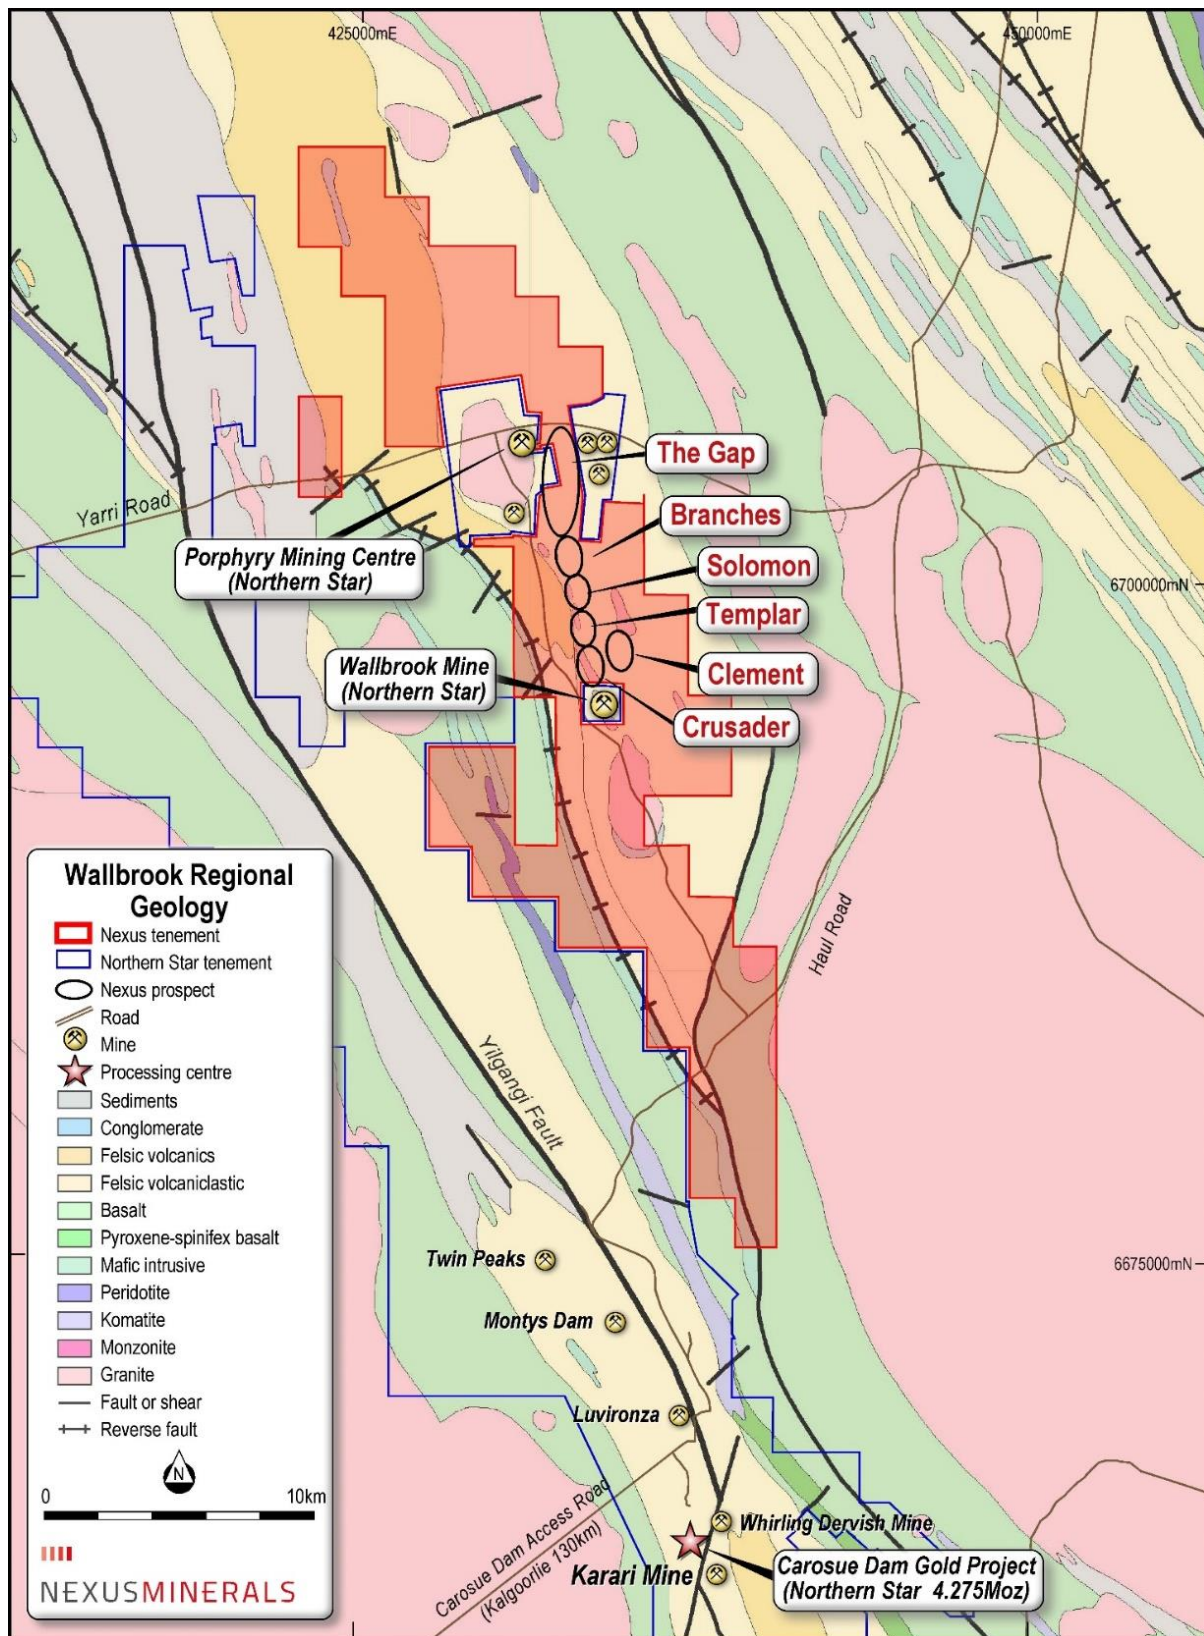 425000mE
450000mE
The Gap
Branches
Yarri Road
Porphyry Mining Centre
(Northern Star)
Solomon
6700000mN
Templar
Wallbrook Mine
(Northern Star)
Clement
Crusader
Haul Road
Yilgangi Fault
Wallbrook Regional
Geology
Nexus tenement
Northern Star tenement
Nexus prospect
Road
Mine
Processing centre
Sediments
Conglomerate
Felsic volcanics
Felsic volcaniclastic
Basalt
Pyroxene-spinifex basalt
Mafic intrusive
Peridotite
Komatite
Monzonite
Granite
Fault or shear
Reverse fault
N
0 10km
NEXUSMINERALS
Twin Peaks
6675000mN
Montys Dam
Luvironza
Carosue Dam Access Road
(Kalgoorlie 130km)
Whirling Dervish Mine
Karari Mine
Carosue Dam Gold Project
(Northern Star 4.275Moz)